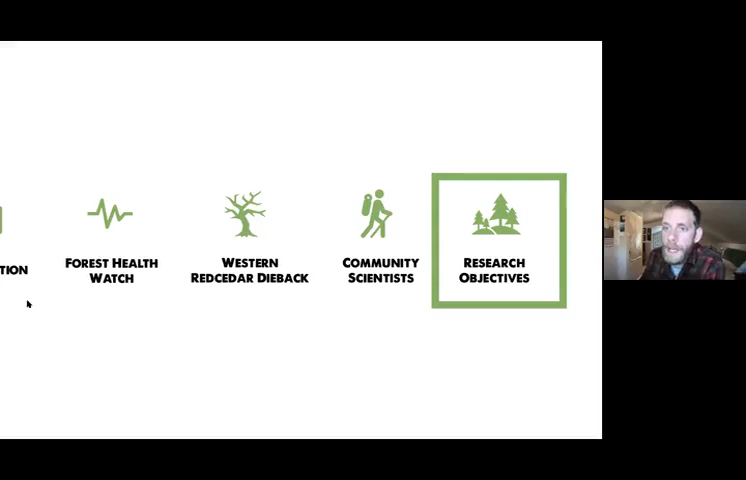 TION
FOREST HEALTH
WATCH
WESTERN
REDCEDAR DIEBACK
COMMUNITY
SCIENTISTS
RESEARCH
OBJECTIVES